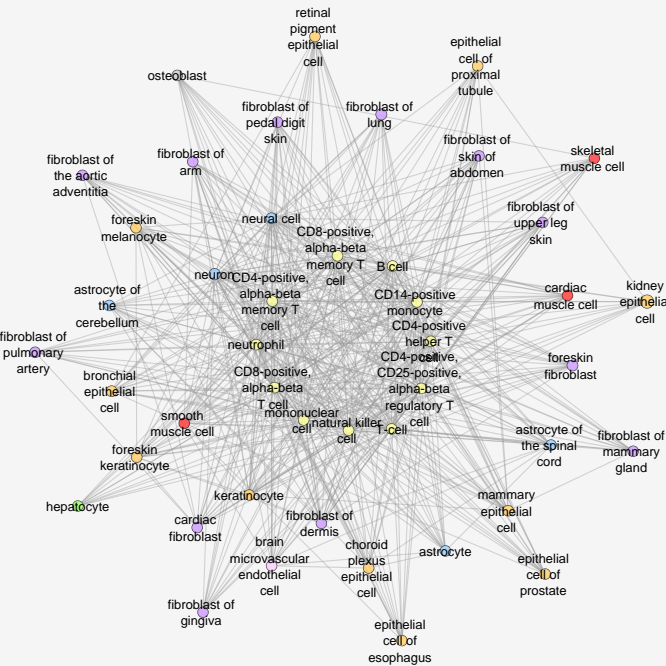 retinal
pigment
epithelial
cell
epithelial
cell of
proximal
tubule
osteoblast
fibroblast of
pedal digit
skin
fibroblast of
lung
fibroblast of
skin of
abdomen
skeletal
muscle cell
fibroblast of
the aortic
adventitia
fibroblast of
arm
foreskin
melanocyte
neural cell
CD8-positive,
alpha-beta
memory T
cell
fibroblast of
upper leg
skin
neuron
CD4-positive,
alpha-beta
memory T
cell
B cell
astrocyte of
the
cerebellum
CD14-positive
monocyte
cardiac
muscle cell
kidney
epithelia
cell
CD4-positive
helper T
cell
fibroblast of
pulmonary
artery
neutrophil
CD4-positive,
CD25-positive,
alpha-beta
regulatory T
cell
foreskin
fibroblast
bronchial
epithelial
cell
CD8-positive,
alpha-beta
T cell
smooth
muscle cell
mononuclear
cell
natural killer
cell
T-cell
foreskin
keratinocyte
astrocyte of
the spinal
cord
fibroblast of
mammary
gland
hepatocyte
keratinocyte
mammary
epithelial
cell
cardiac
fibroblast
fibroblast of
dermis
brain
microvascular
endothelial
cell
choroid
plexus
epithelial
cell
astrocyte
epithelial
cell of
prostate
fibroblast of
gingiva
epithelial
cell of
esophagus